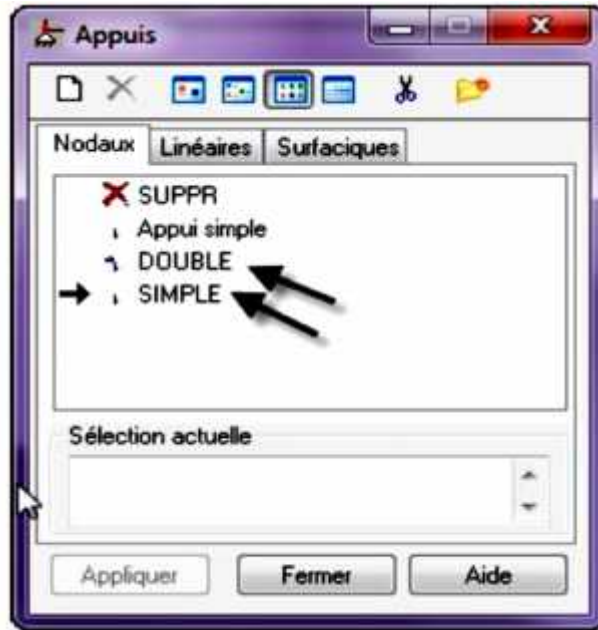 Appuis
Nodaux Linéaires Surfaciques
SUPPR
Appui simple
DOUBLE
SIMPLE
Sélection actuelle
Appliquer Fermer Aide